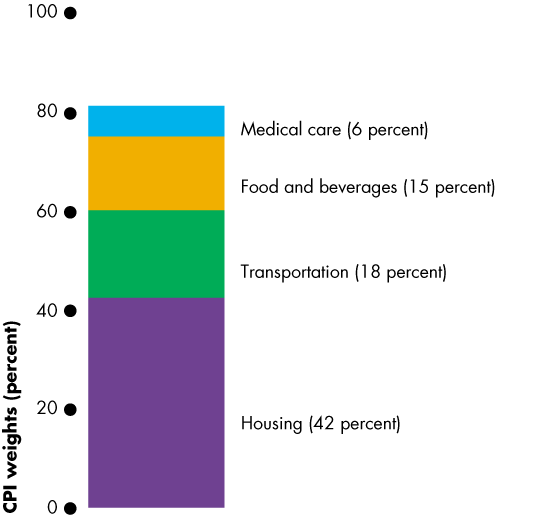 100
80
Medical care (6 percent)
Food and beverages (15 percent)
60
Transportation (18 percent)
40
20
Housing (42 percent)
0
CPI weights (percent)